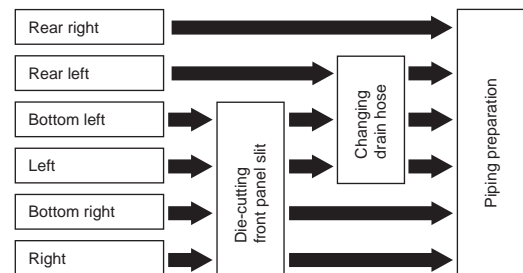 Rear right
Rear left
Bottom left
Left
Bottom right
Right
Die-cutting
front panel slit
Changing
drain hose
Piping preparation